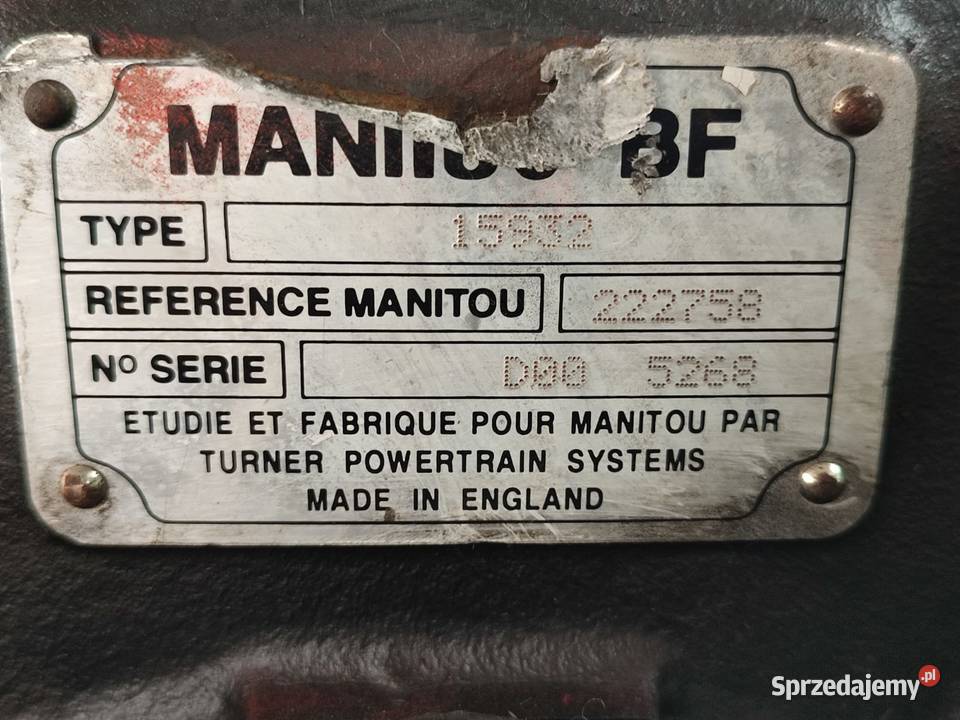 MANITOU BF
TYPE 15932
REFERENCE MANITOU 222758
Nº SERIE D00 5268
ETUDIE ET FABRIQUE POUR MANITOU PAR
TURNER POWERTRAIN SYSTEMS
MADE IN ENGLAND
Sprzedajemy.pl